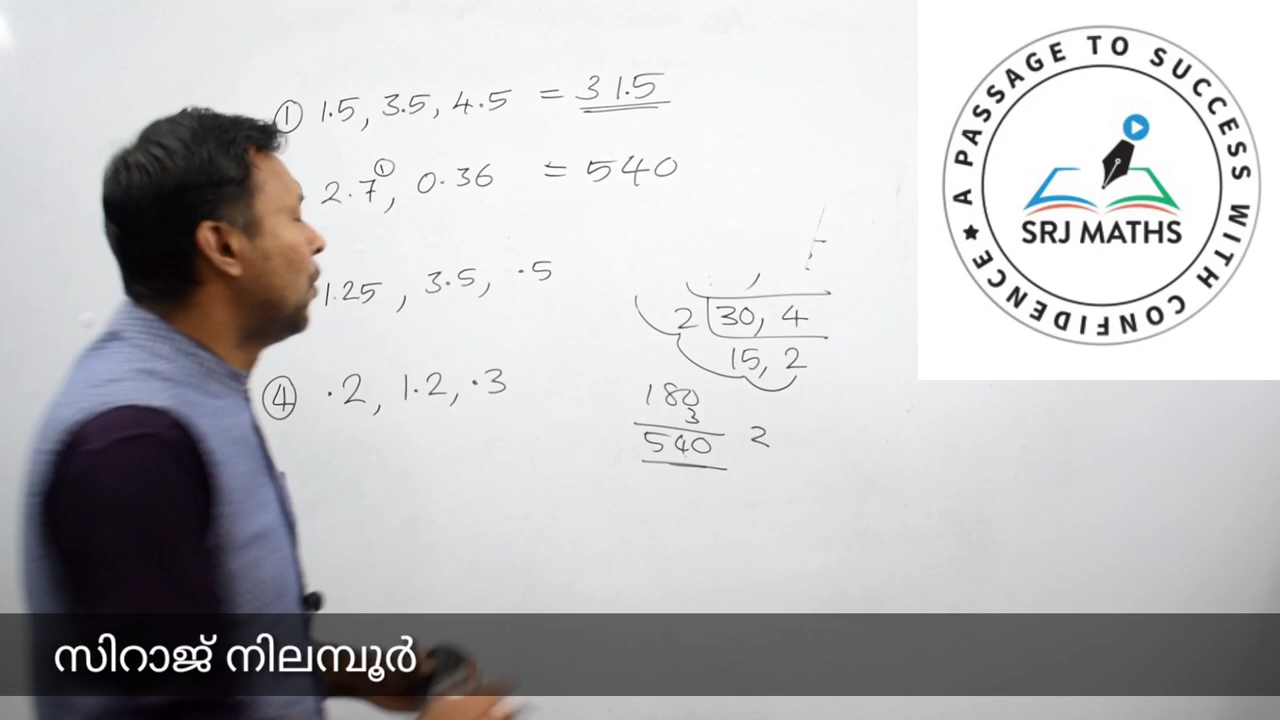 ① 1.5, 3.5, 4.5 = 31.5
2.7①, 0.36 = 540
1.25, 3.5, .5
④ .2, 1.2, .3
2 30, 4
15, 2
180
3
540 2
A PASSAGE TO SUCCESS WITH CONFIDENCE ★
SRJ MATHS
സിറാജ് നിലമ്പൂർ